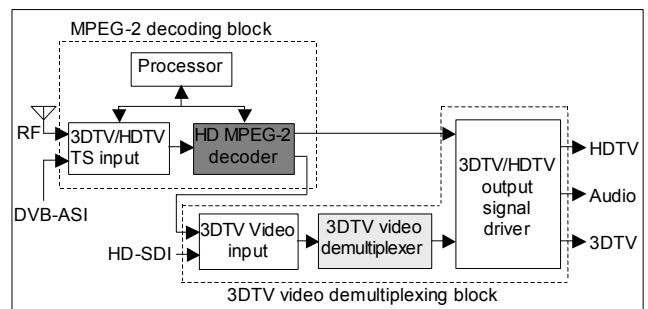 MPEG-2 decoding block
Processor
RF
3DTV/HDTV
TS input
HD MPEG-2
decoder
DVB-ASI
3DTV/HDTV
output
signal
driver
HDTV
Audio
3DTV
HD-SDI
3DTV Video
input
3DTV video
demultiplexer
3DTV video demultiplexing block